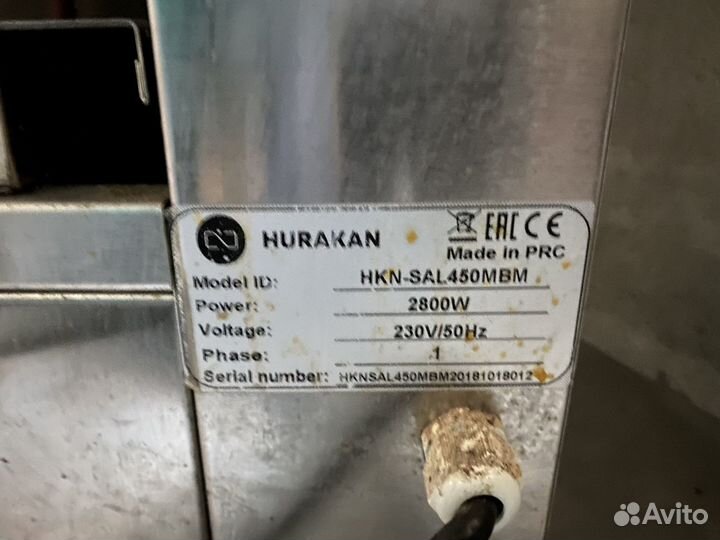 HURAKAN
EAC CE
Made in PRC
Model ID: HKN-SAL450MBM
Power: 2800W
Voltage: 230V/50Hz
Phase: 1
Serial number: HKNSAL450MBM20181018012
Avito